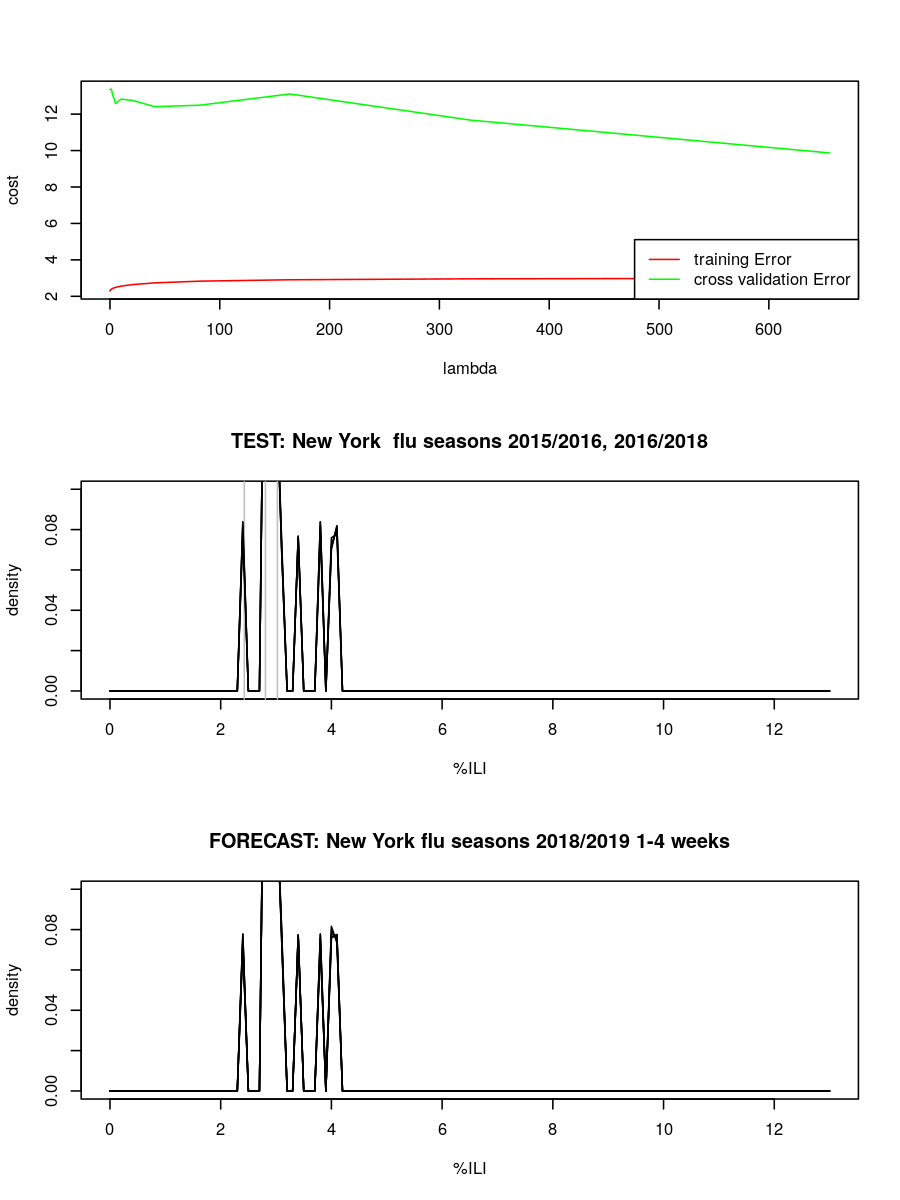 cost
12
10
8
6
4
2
training Error
cross validation Error
0 100 200 300 400 500 600
lambda
TEST: New York  flu seasons 2015/2016, 2016/2018
density
0.08
0.04
0.00
0 2 4 6 8 10 12
%ILI
FORECAST: New York flu seasons 2018/2019 1-4 weeks
density
0.08
0.04
0.00
0 2 4 6 8 10 12
%ILI